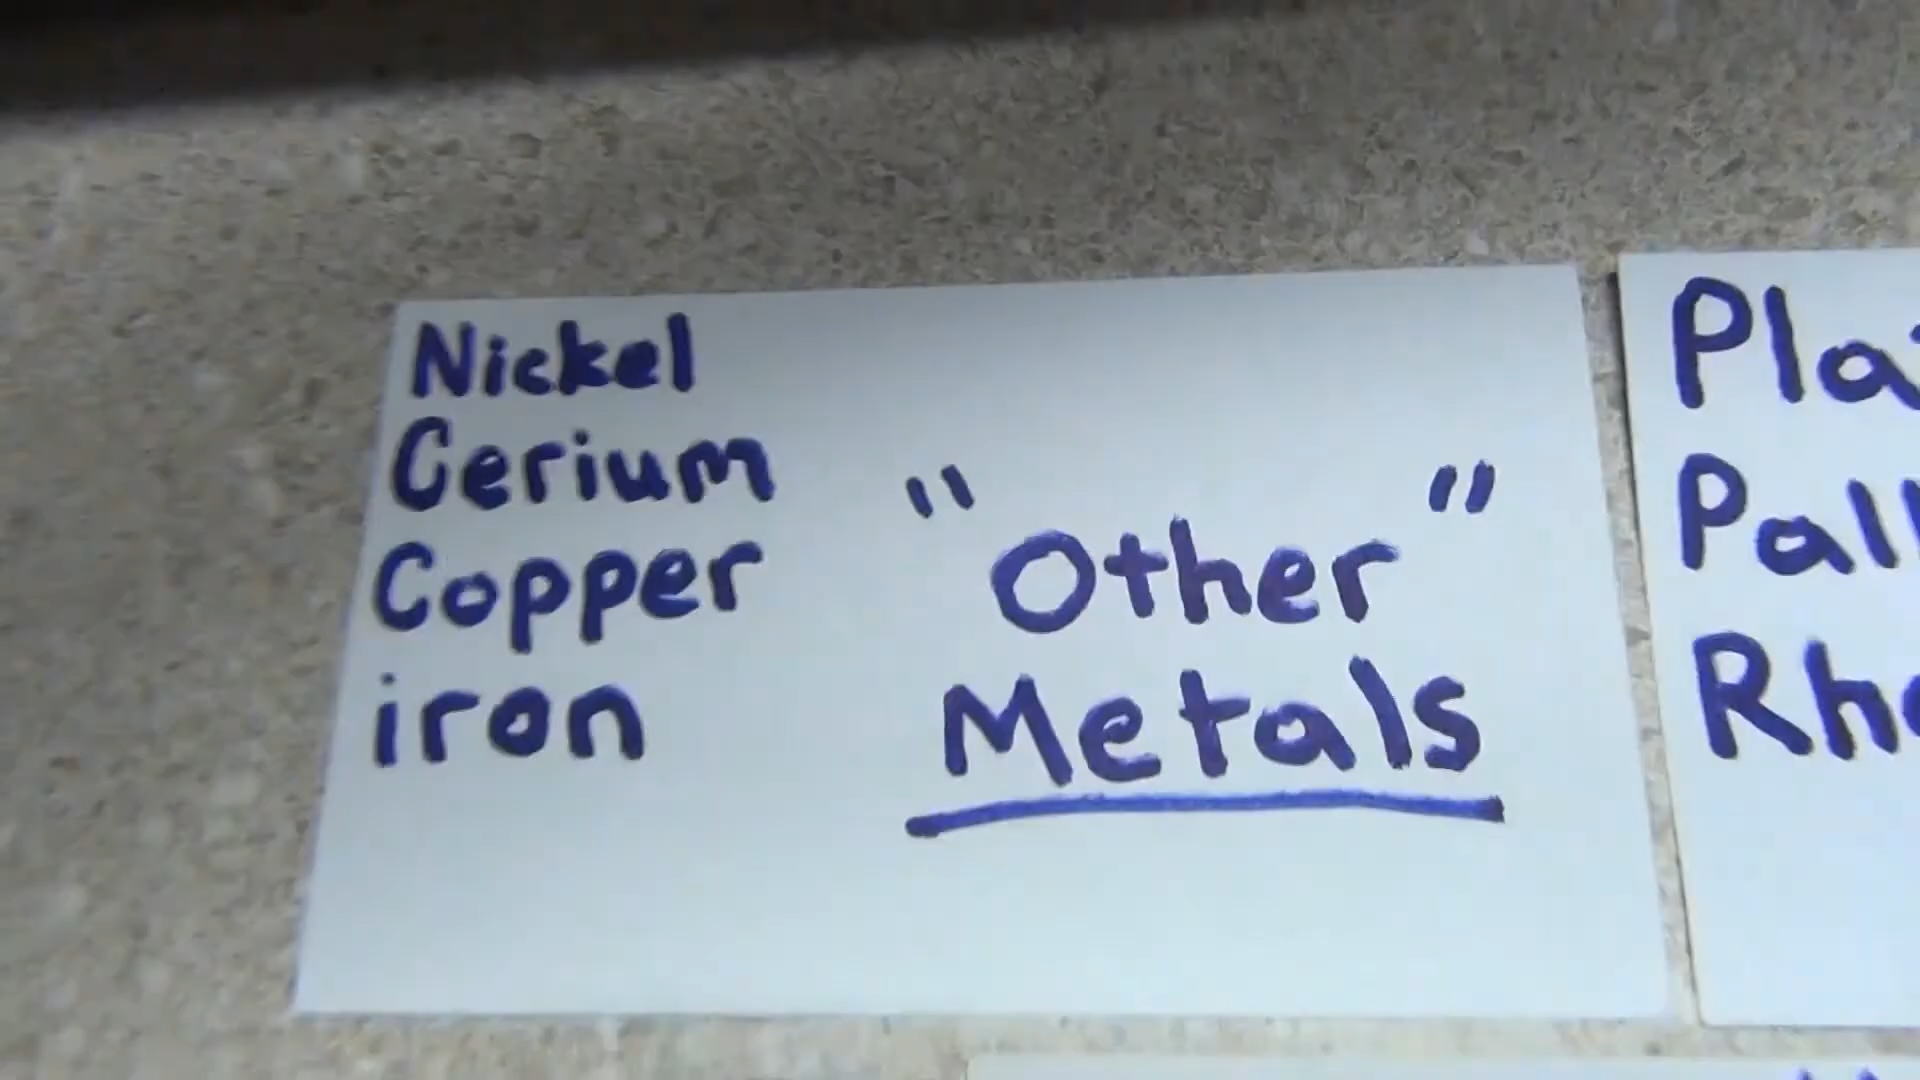 Nickel
Cerium
Copper
iron
"Other"
Metals